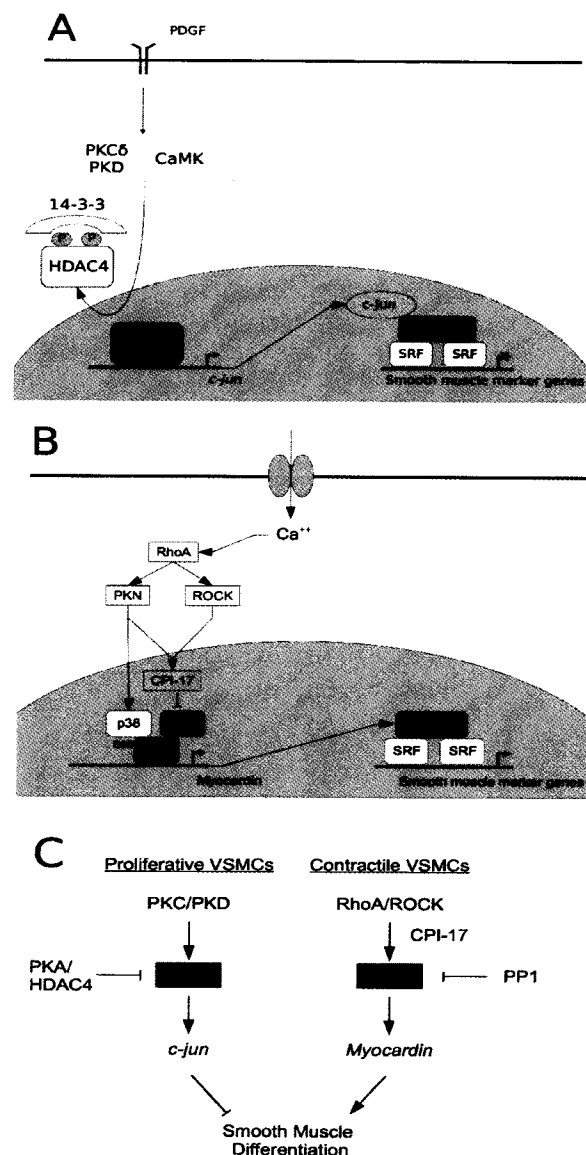 A
PDGF
PKCδ
PKD
CaMK
14-3-3
P P
HDAC4
c-jun
SRF SRF
c-jun
Smooth muscle marker genes
B
Ca++
RhoA
PKN ROCK
CPI-17
p38
SRF SRF
Myocardin
Smooth muscle marker genes
C
Proliferative VSMCs Contractile VSMCs
PKC/PKD RhoA/ROCK
CPI-17
PKA/
HDAC4
PP1
c-jun Myocardin
Smooth Muscle
Differentiation